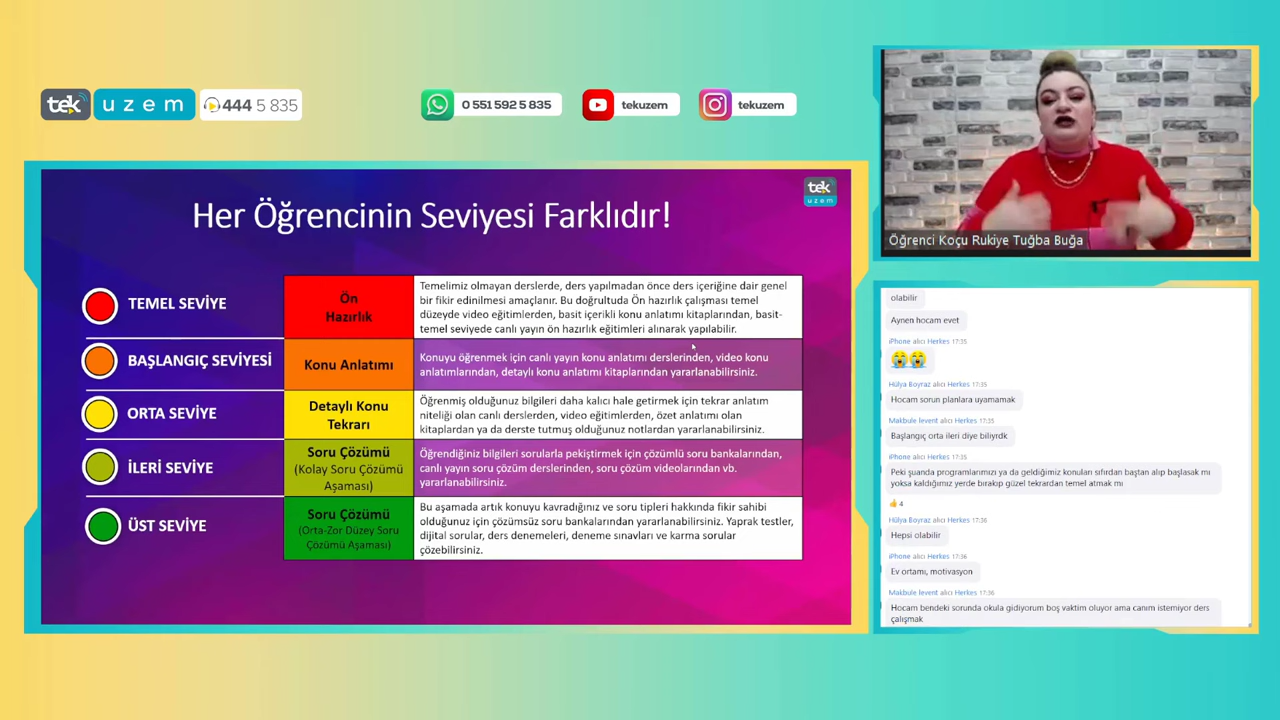 tek
uzem
444 5 835
0 551 592 5 835
tekuzem
tekuzem
Öğrenci Koçu Rukiye Tuğba Buğa
tek
uzem
Her Öğrencinin Seviyesi Farklıdır!
TEMEL SEVİYE
Ön
Hazırlık
Temelimiz olmayan derslerde, ders yapılmadan önce ders içeriğine dair genel
bir fikir edinilmesi amaçlanır. Bu doğrultuda Ön hazırlık çalışması temel
düzeyde video eğitimlerden, basit içerikli konu anlatımı kitaplarından, basit-
temel seviyede canlı yayın ön hazırlık eğitimleri alınarak yapılabilir.
BAŞLANGIÇ SEVİYESİ
Konu Anlatımı
Konuyu öğrenmek için canlı yayın konu anlatımı derslerinden, video konu
anlatımlarından, detaylı konu anlatımı kitaplarından yararlanabilirsiniz.
ORTA SEVİYE
Detaylı Konu
Tekrarı
Öğrenmiş olduğunuz bilgileri daha kalıcı hale getirmek için tekrar anlatım
niteliği olan canlı derslerden, video eğitimlerden, özet anlatımı olan
kitaplardan ya da derste tutmuş olduğunuz notlardan yararlanabilirsiniz.
İLERİ SEVİYE
Soru Çözümü
(Kolay Soru Çözümü
Aşaması)
Öğrendiğiniz bilgileri sorularla pekiştirmek için çözümlü soru bankalarından,
canlı yayın soru çözüm derslerinden, soru çözüm videolarından vb.
yararlanabilirsiniz.
ÜST SEVİYE
Soru Çözümü
(Orta-Zor Düzey Soru
Çözümü Aşaması)
Bu aşamada artık konuyu kavradığınız ve soru tipleri hakkında fikir sahibi
olduğunuz için çözümsüz soru bankalarından yararlanabilirsiniz. Yaprak testler,
dijital sorular, ders denemeleri, deneme sınavları ve karma sorular
çözebilirsiniz.
olabilir
Aynen hocam evet
iPhone alıcı Herkes 17:35
😭😭
Hülya Boyraz alıcı Herkes 17:35
Hocam sorun planlara uyamamak
Makbule levent alıcı Herkes 17:35
Başlangıç orta ileri diye biliyrdk
iPhone alıcı Herkes 17:35
Peki şuanda programlarımızı ya da geldiğimiz konuları sıfırdan baştan alıp başlasak mı
yoksa kaldığımız yerde bırakıp güzel tekrardan temel atmak mı
👍 4
Hülya Boyraz alıcı Herkes 17:36
Hepsi olabilir
iPhone alıcı Herkes 17:36
Ev ortamı, motivasyon
Makbule levent alıcı Herkes 17:36
Hocam bendeki sorunda okula gidiyorum boş vaktim oluyor ama canım istemiyor ders
çalışmak